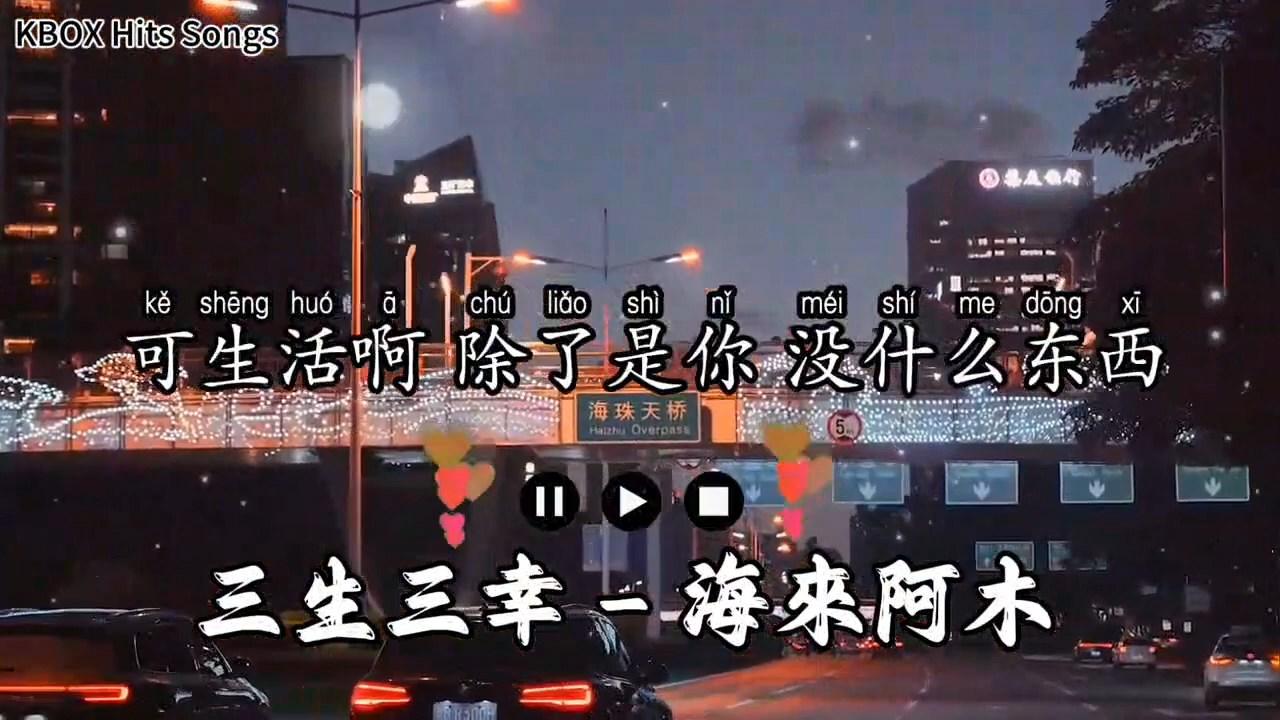 KBOX Hits Songs
kě shēng huó ā chú liǎo shì nǐ méi shí me dōng xī
可生活啊 除了是你 没什么东西
海珠天桥
Haizhu Overpass
5
三生三幸 - 海來阿木